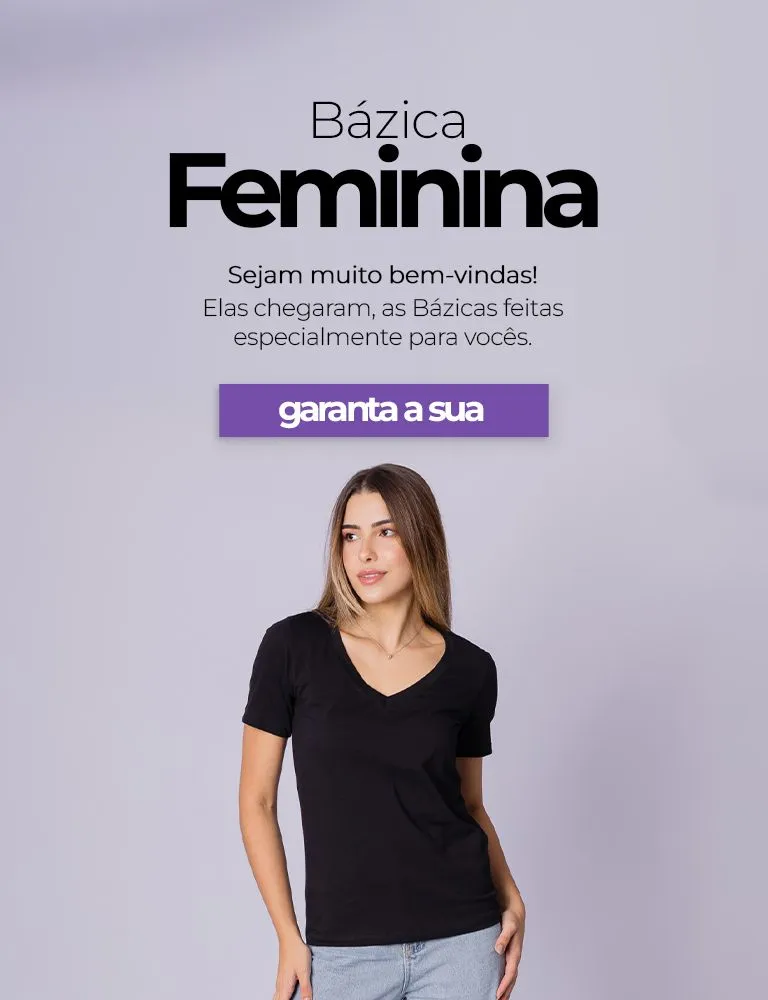 Bázica
Feminina
Sejam muito bem-vindas!
Elas chegaram, as Bázicas feitas
especialmente para vocês.
garanta a sua